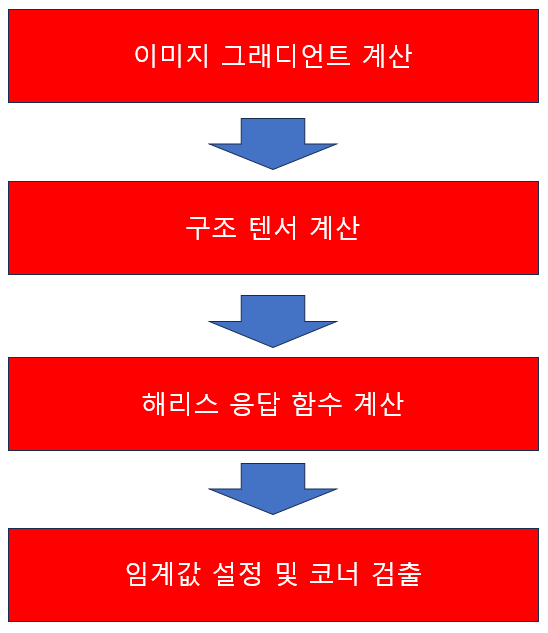 이미지 그래디언트 계산
구조 텐서 계산
해리스 응답 함수 계산
임계값 설정 및 코너 검출